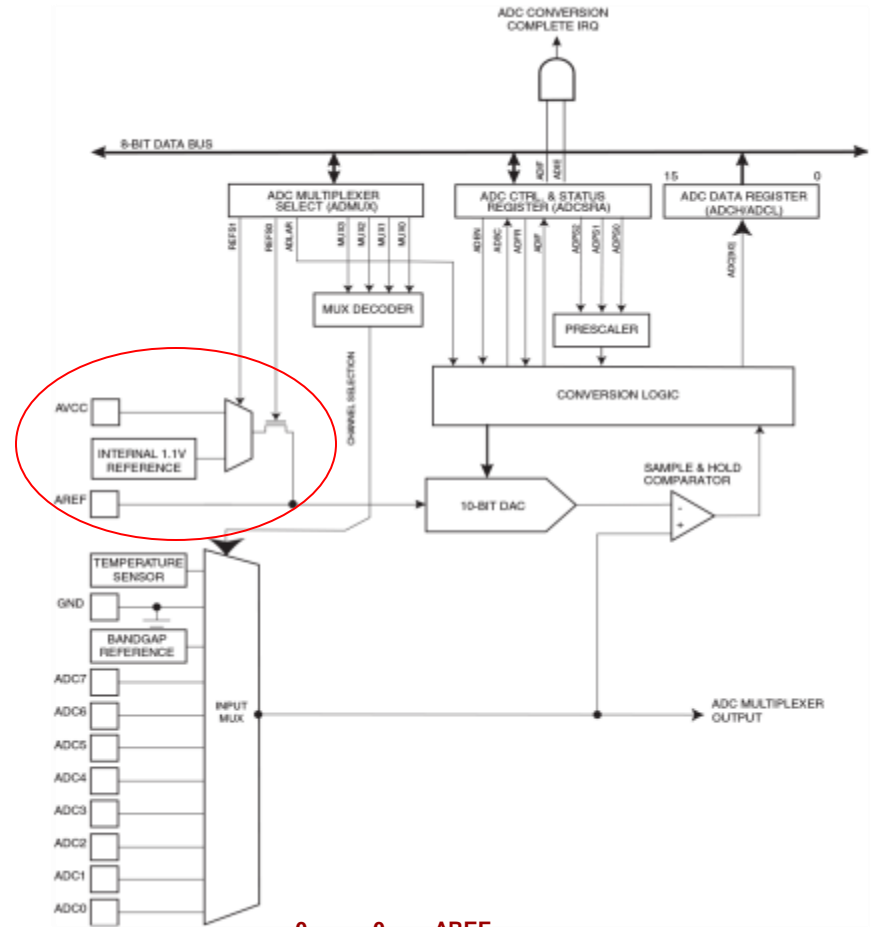 ADC CONVERSION
COMPLETE IRQ
8-BIT DATA BUS
ADIF
ADIE
15
0
ADC MULTIPLEXER
SELECT (ADMUX)
ADC CTRL. & STATUS
REGISTER (ADCSRA)
ADC DATA REGISTER
(ADCH/ADCL)
REFS1
REFS0
ADLAR
MUX3
MUX2
MUX1
MUX0
ADEN
ADSC
ADFR
ADIF
ADPS2
ADPS1
ADPS0
ADC[9:0]
MUX DECODER
PRESCALER
CHANNEL SELECTION
CONVERSION LOGIC
AVCC
INTERNAL 1.1V
REFERENCE
AREF
SAMPLE & HOLD
COMPARATOR
10-BIT DAC
-
+
TEMPERATURE
SENSOR
GND
BANDGAP
REFERENCE
ADC7
ADC6
INPUT
MUX
ADC MULTIPLEXER
OUTPUT
ADC5
ADC4
ADC3
ADC2
ADC1
ADC0